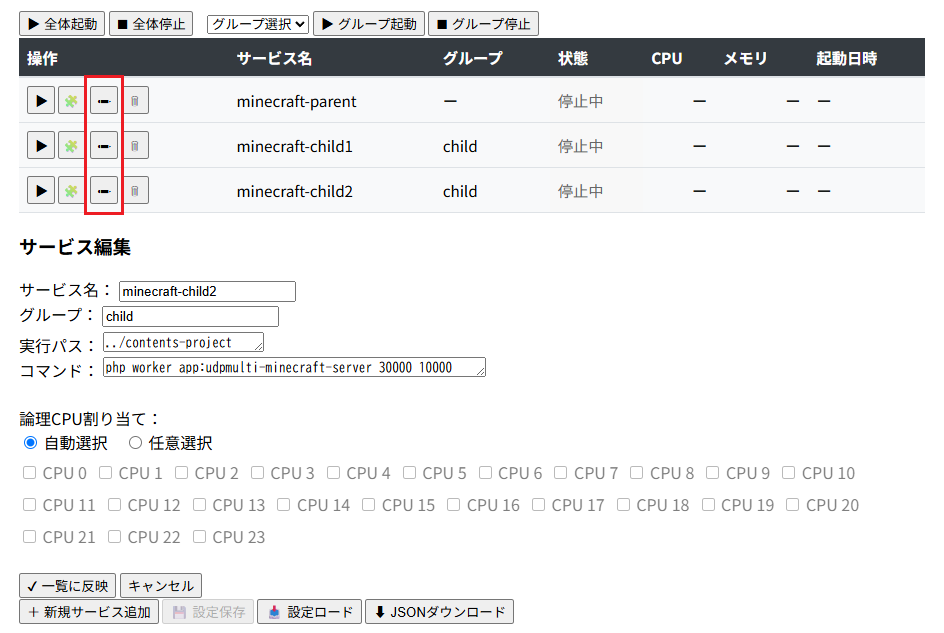 ▶ 全体起動 ■ 全体停止 グループ選択 ▶ グループ起動 ■ グループ停止
操作 サービス名 グループ 状態 CPU メモリ 起動日時
minecraft-parent ー 停止中 ー ー ー
minecraft-child1 child 停止中 ー ー ー
minecraft-child2 child 停止中 ー ー ー
サービス編集
サービス名： minecraft-child2
グループ： child
実行パス： ../contents-project
コマンド： php worker app:udpmulti-minecraft-server 30000 10000
論理CPU割り当て：
自動選択 任意選択
CPU 0 CPU 1 CPU 2 CPU 3 CPU 4 CPU 5 CPU 6 CPU 7 CPU 8 CPU 9 CPU 10
CPU 11 CPU 12 CPU 13 CPU 14 CPU 15 CPU 16 CPU 17 CPU 18 CPU 19 CPU 20
CPU 21 CPU 22 CPU 23
✓ 一覧に反映 キャンセル
＋ 新規サービス追加 💾 設定保存 📥 設定ロード ⬇ JSONダウンロード